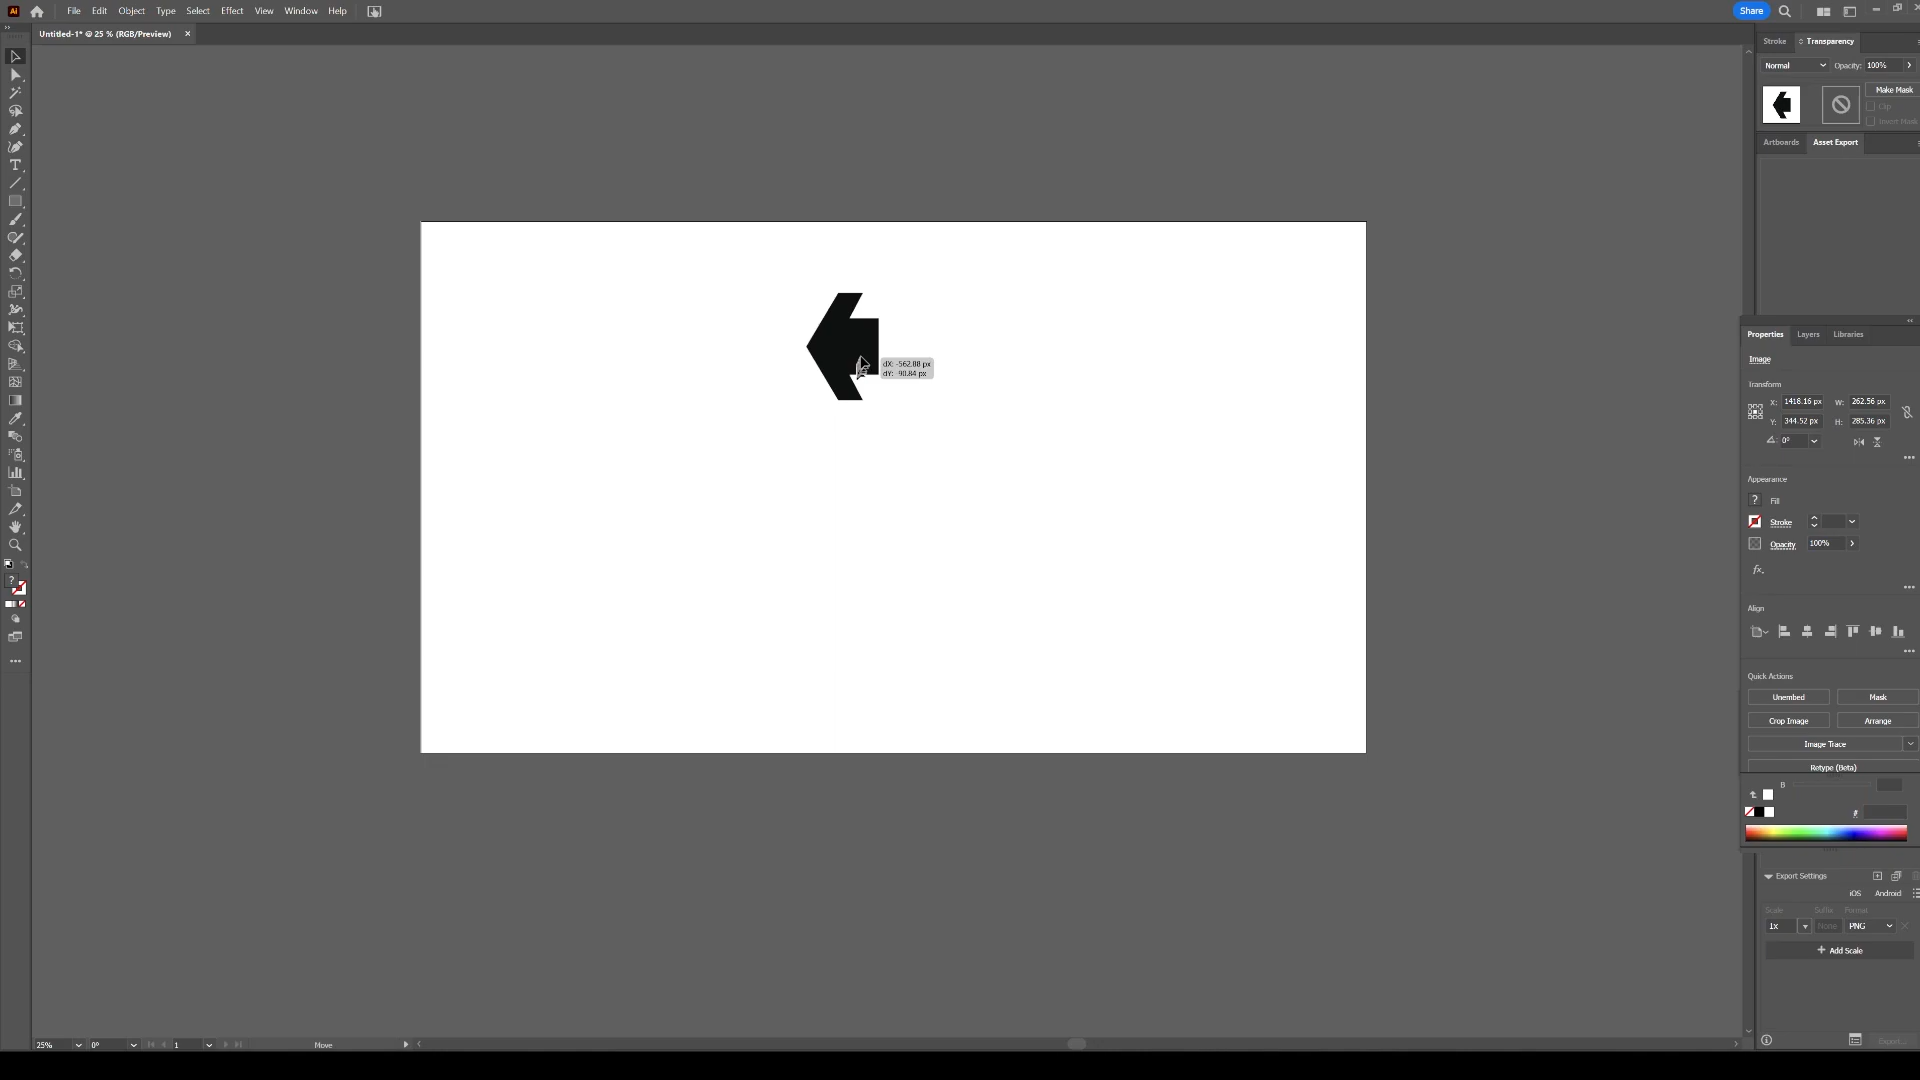 Ai File Edit Object Type Select Effect View Window Help Share
Untitled-1* @ 25 % (RGB/Preview) ×
Stroke Transparency
Normal Opacity: 100%
Make Mask
Clip
Invert Mask
Artboards Asset Export
dX: -562.88 px
dY: -90.84 px
Properties Layers Libraries
Image
Transform
X: 1418.16 px W: 262.56 px
Y: 344.52 px H: 285.36 px
0°
Appearance
? Fill
Stroke
Opacity 100%
fx.
Align
Quick Actions
Unembed Mask
Crop Image Arrange
Image Trace
Retype (Beta)
B
#
Export Settings
iOS Android
Scale Suffix Format
1x None PNG
+ Add Scale
Export...
25% 0° 1 Move